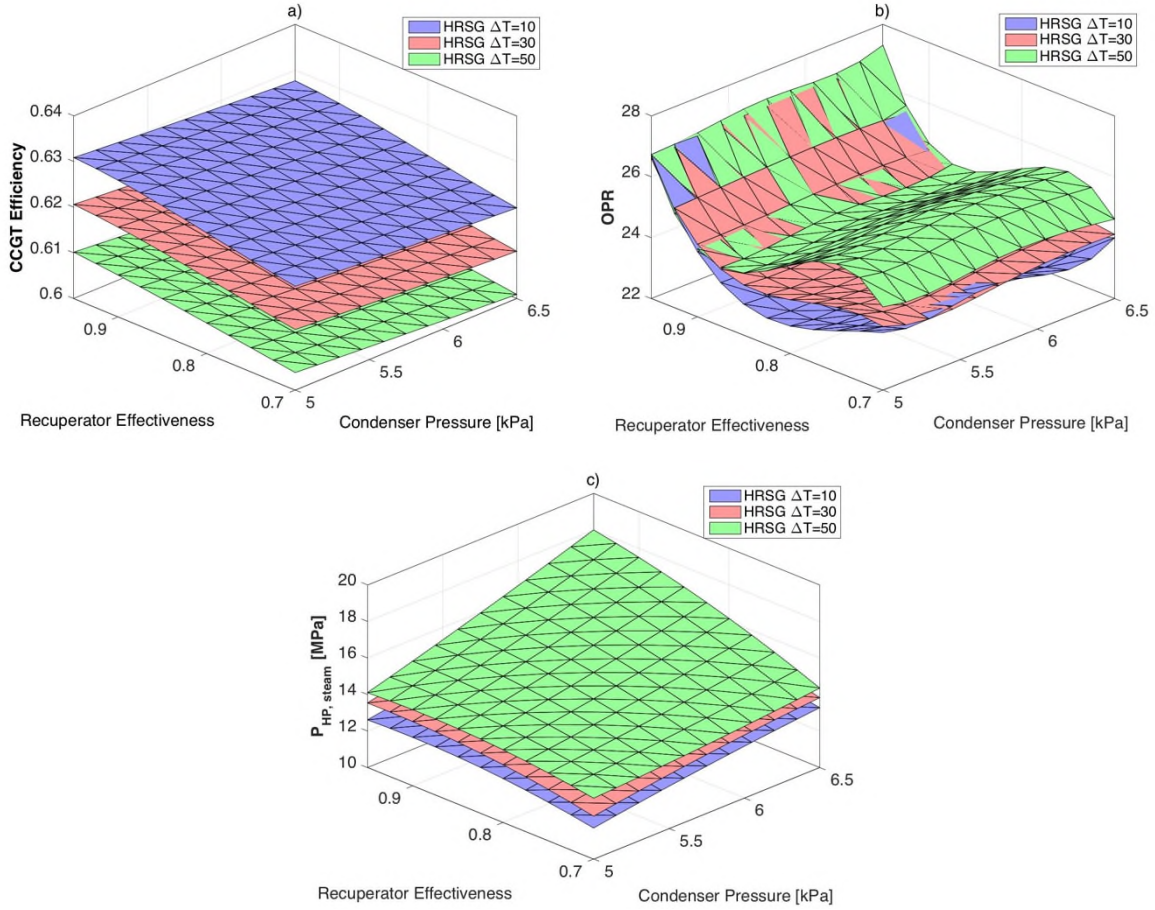 a)
HRSG ΔT=10
HRSG ΔT=30
HRSG ΔT=50
0.64
0.63
0.62
0.61
0.6
CCGT Efficiency
0.9
0.8
0.7
5
5.5
6
6.5
Recuperator Effectiveness
Condenser Pressure [kPa]
b)
HRSG ΔT=10
HRSG ΔT=30
HRSG ΔT=50
28
26
24
22
OPR
0.9
0.8
0.7
5
5.5
6
6.5
Recuperator Effectiveness
Condenser Pressure [kPa]
c)
HRSG ΔT=10
HRSG ΔT=30
HRSG ΔT=50
20
18
16
14
12
10
P_HP, steam [MPa]
0.9
0.8
0.7
5
5.5
6
6.5
Recuperator Effectiveness
Condenser Pressure [kPa]